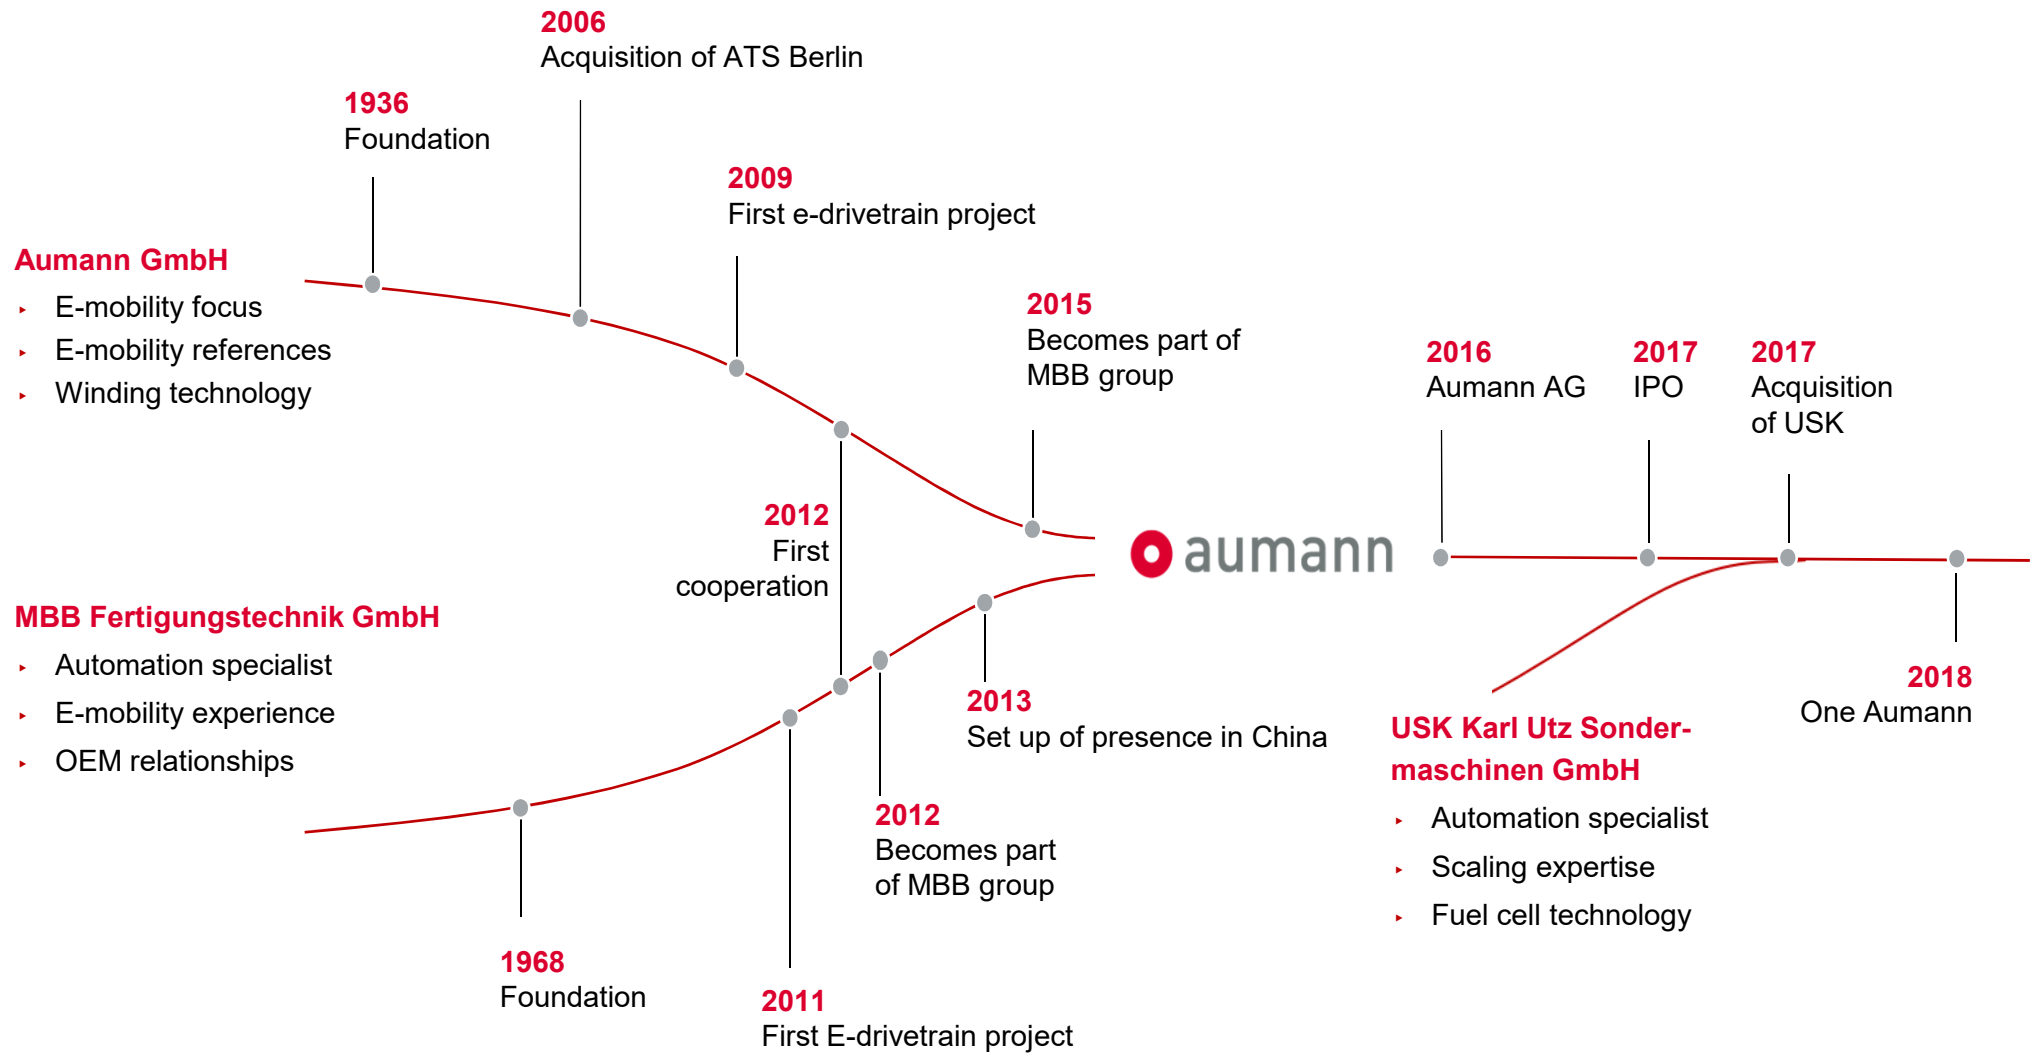 2006
Acquisition of ATS Berlin
1936
Foundation
2009
First e-drivetrain project
Aumann GmbH
E-mobility focus
E-mobility references
Winding technology
2015
Becomes part of
MBB group
2016
Aumann AG
2017
IPO
2017
Acquisition
of USK
2012
First
cooperation
aumann
MBB Fertigungstechnik GmbH
Automation specialist
E-mobility experience
OEM relationships
2013
Set up of presence in China
2018
One Aumann
USK Karl Utz Sonder-
maschinen GmbH
Automation specialist
Scaling expertise
Fuel cell technology
2012
Becomes part
of MBB group
1968
Foundation
2011
First E-drivetrain project